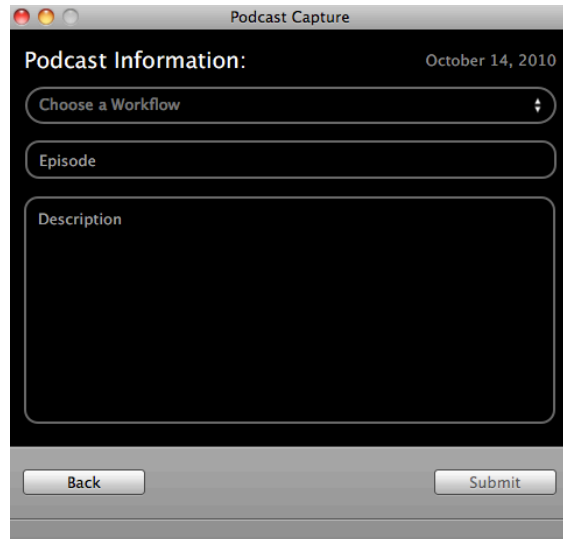 Podcast Capture
Podcast Information:
October 14, 2010
Choose a Workflow
Episode
Description
Back
Submit